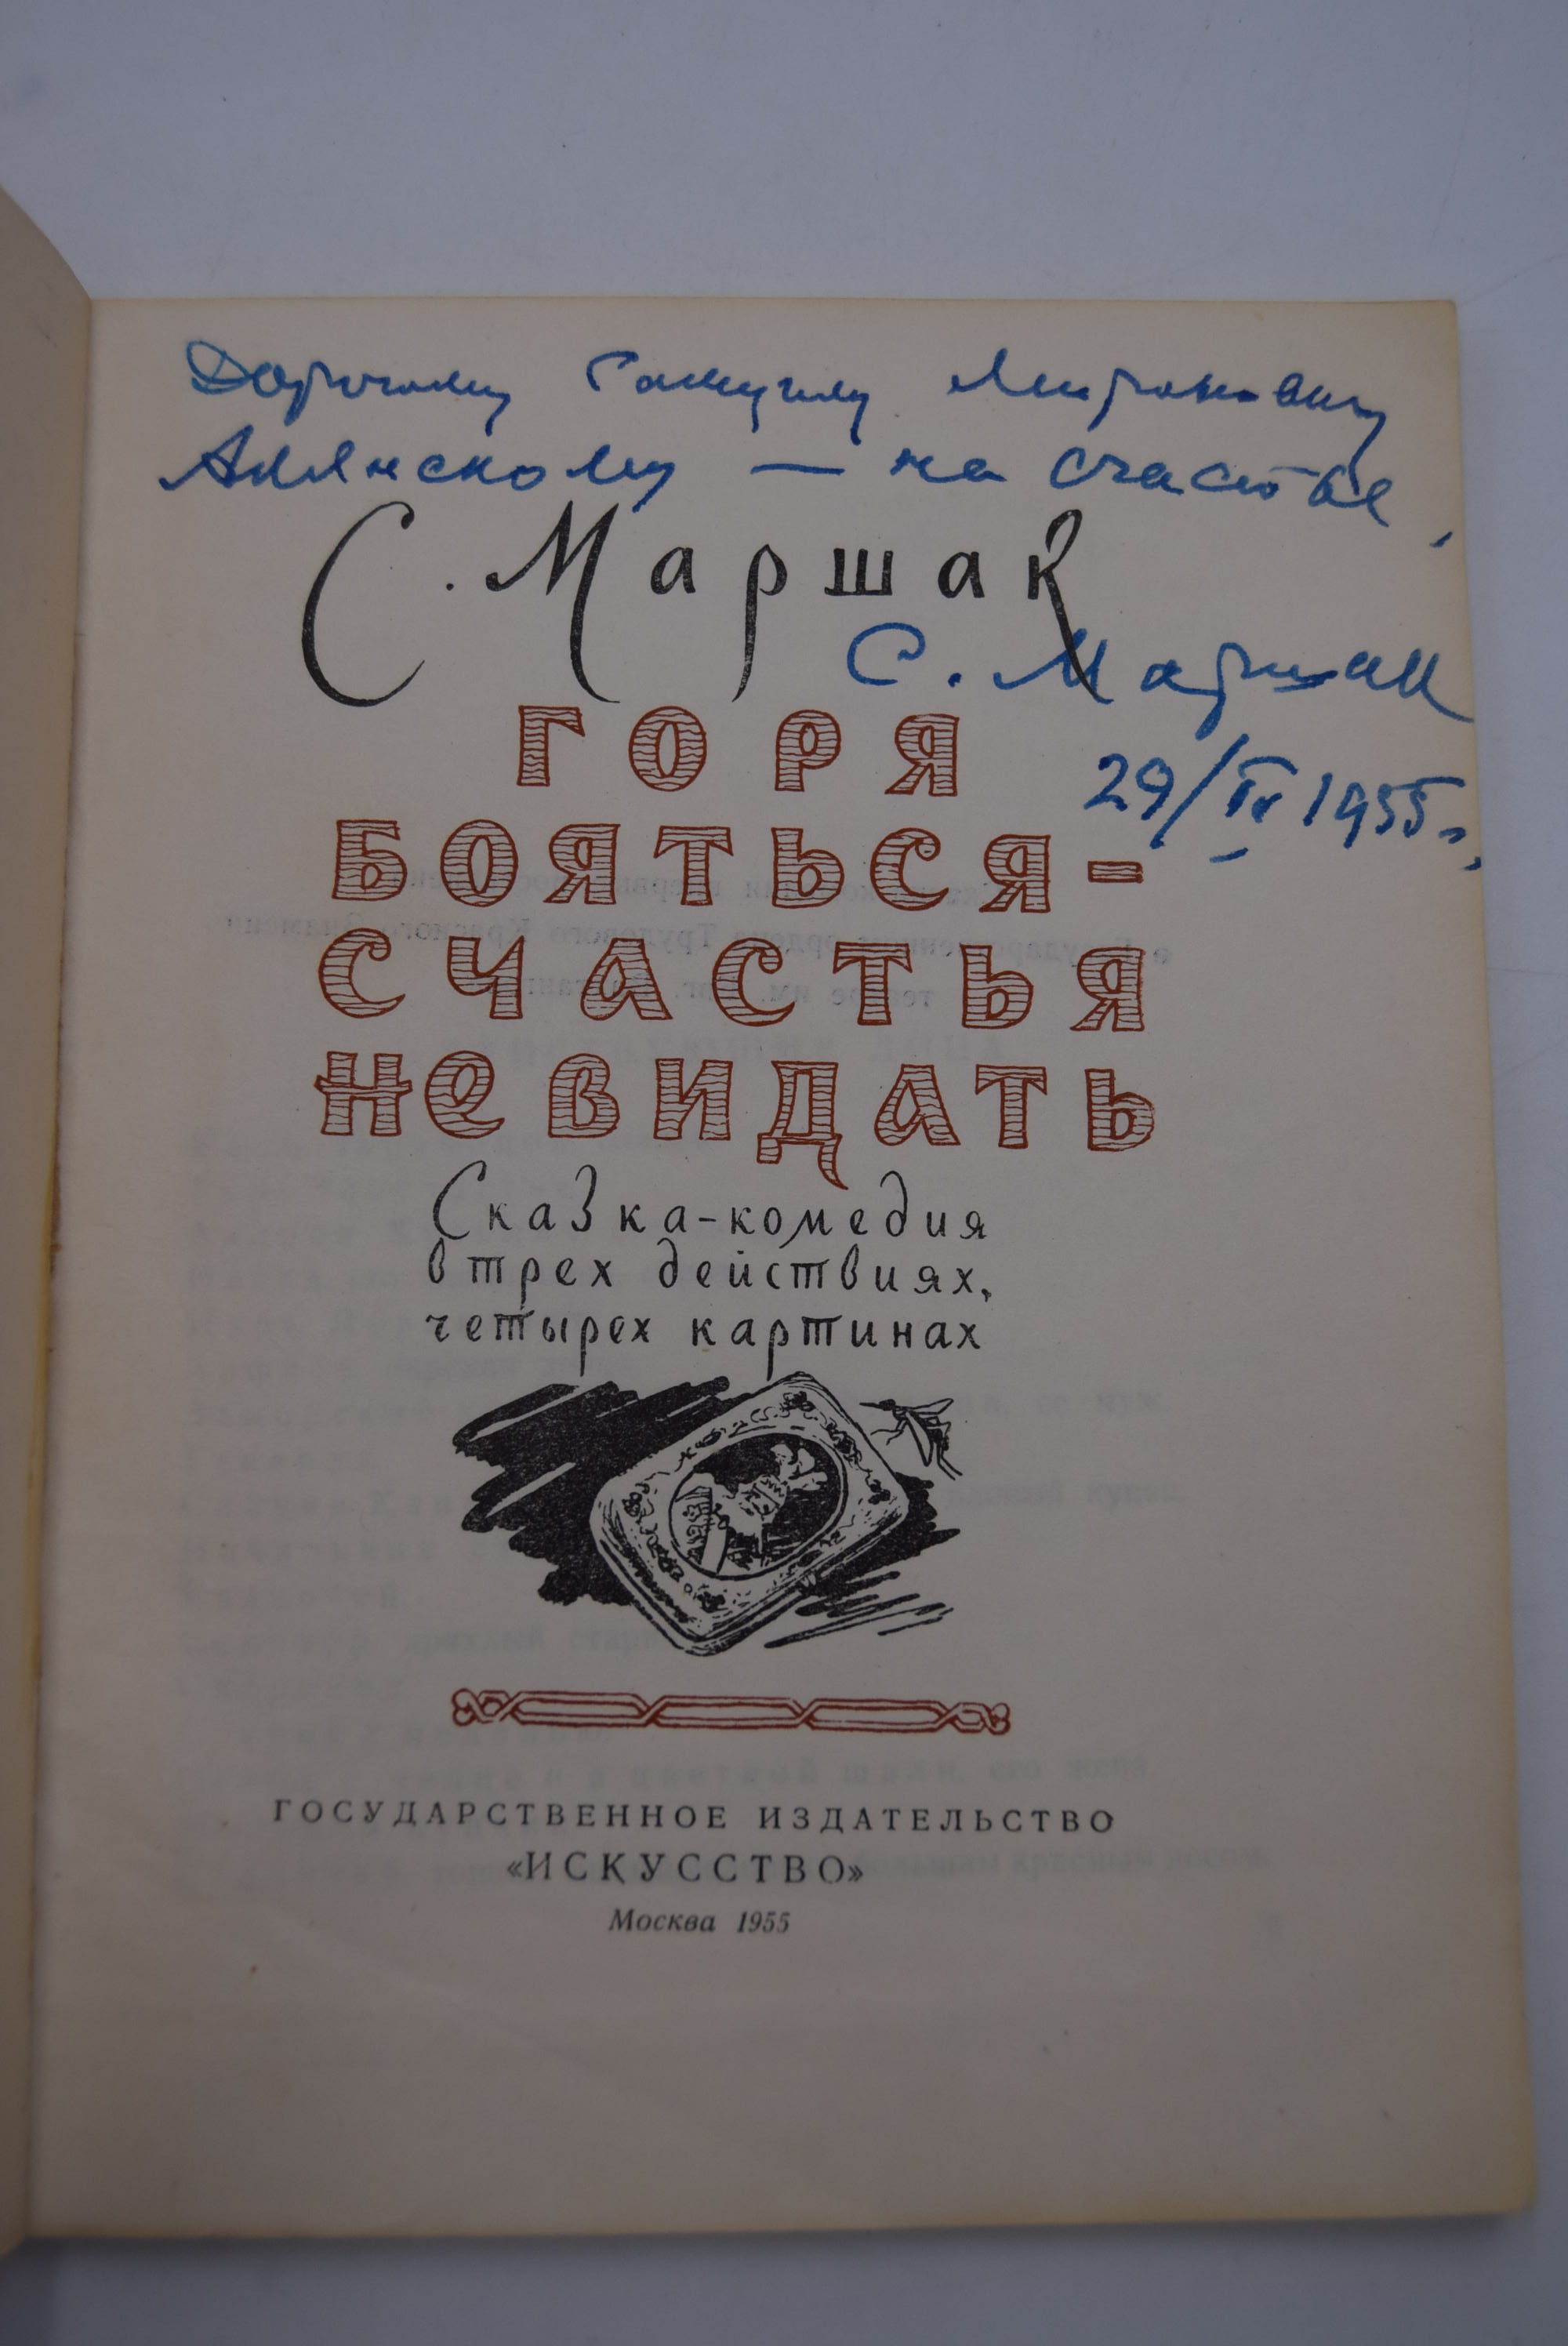 Дорогому Самуилу Мироновичу
Алянскому — на счастье.
С. Маршак
С. Маршак
29/IX 1955 г.
ГОРЯ
БОЯТЬСЯ-
СЧАСТЬЯ
НЕ ВИДАТЬ
Сказка-комедия
в трех действиях,
четырех картинах
ГОСУДАРСТВЕННОЕ ИЗДАТЕЛЬСТВО
«ИСКУССТВО»
Москва 1955